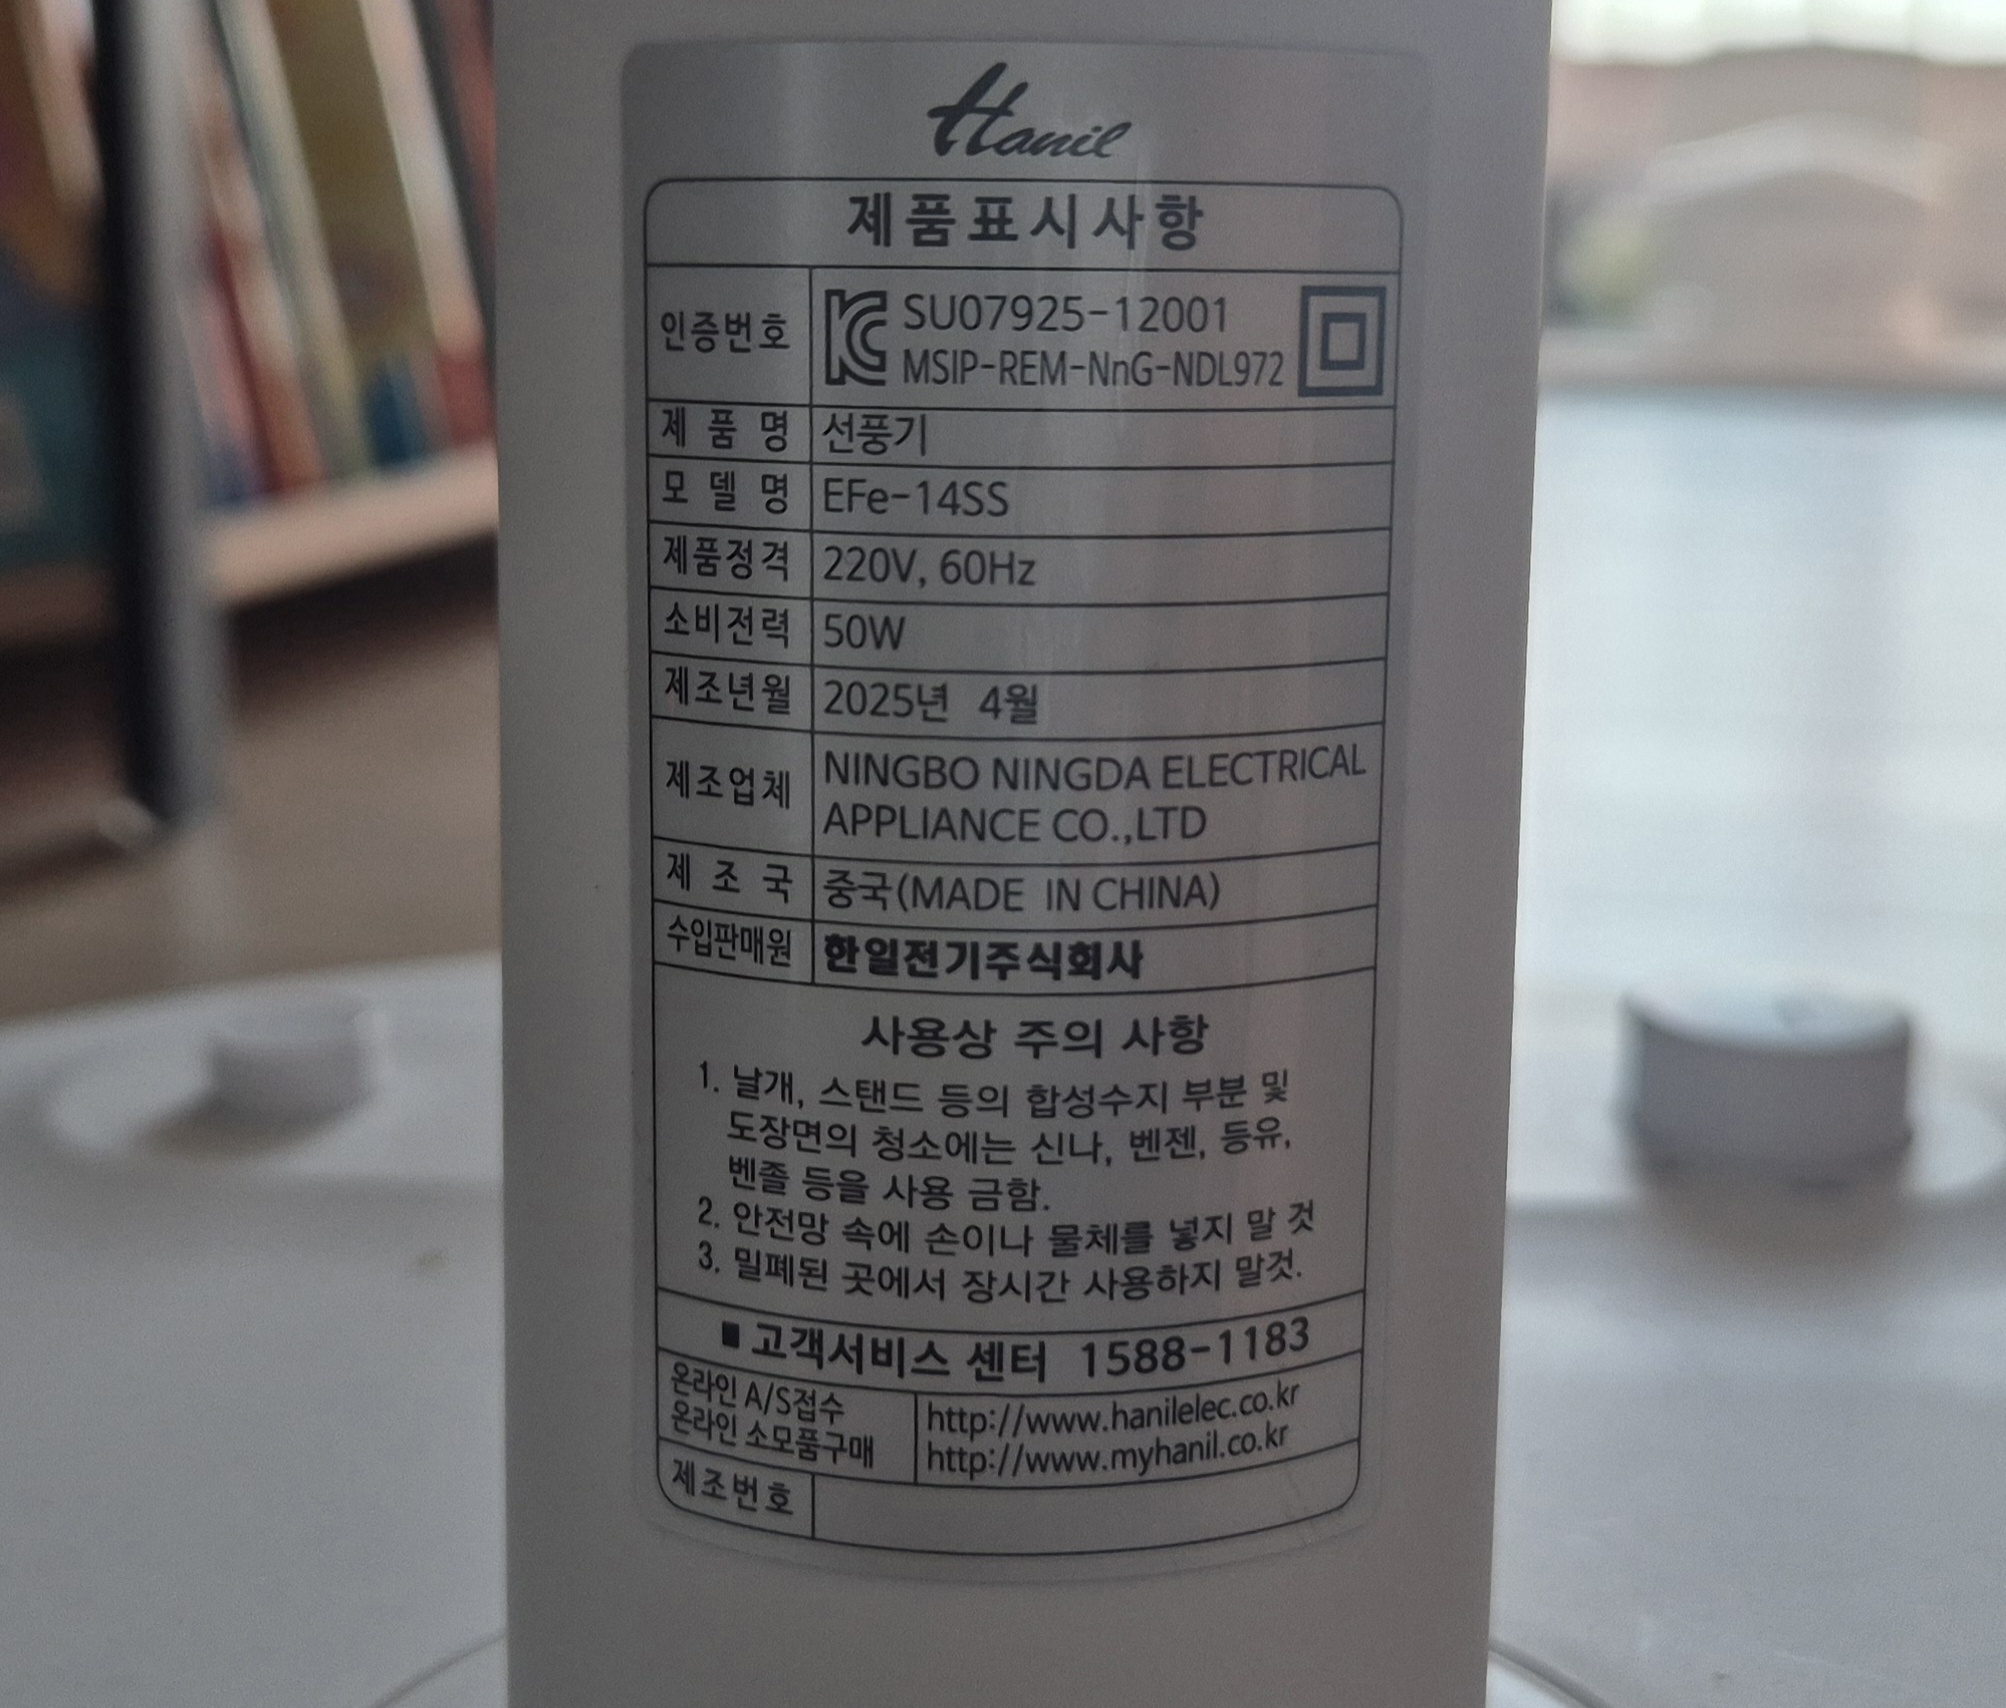 Hanil
제품표시사항
인증번호 SU07925-12001
MSIP-REM-NnG-NDL972
제품명 선풍기
모델명 EFe-14SS
제품정격 220V, 60Hz
소비전력 50W
제조년월 2025년 4월
제조업체 NINGBO NINGDA ELECTRICAL
APPLIANCE CO.,LTD
제조국 중국(MADE IN CHINA)
수입판매원 한일전기주식회사
사용상 주의 사항
1. 날개, 스탠드 등의 합성수지 부분 및
도장면의 청소에는 신나, 벤젠, 등유,
벤졸 등을 사용 금함.
2. 안전망 속에 손이나 물체를 넣지 말 것
3. 밀폐된 곳에서 장시간 사용하지 말것.
■ 고객서비스 센터 1588-1183
온라인 A/S접수 http://www.hanilelec.co.kr
온라인 소모품구매 http://www.myhanil.co.kr
제조번호